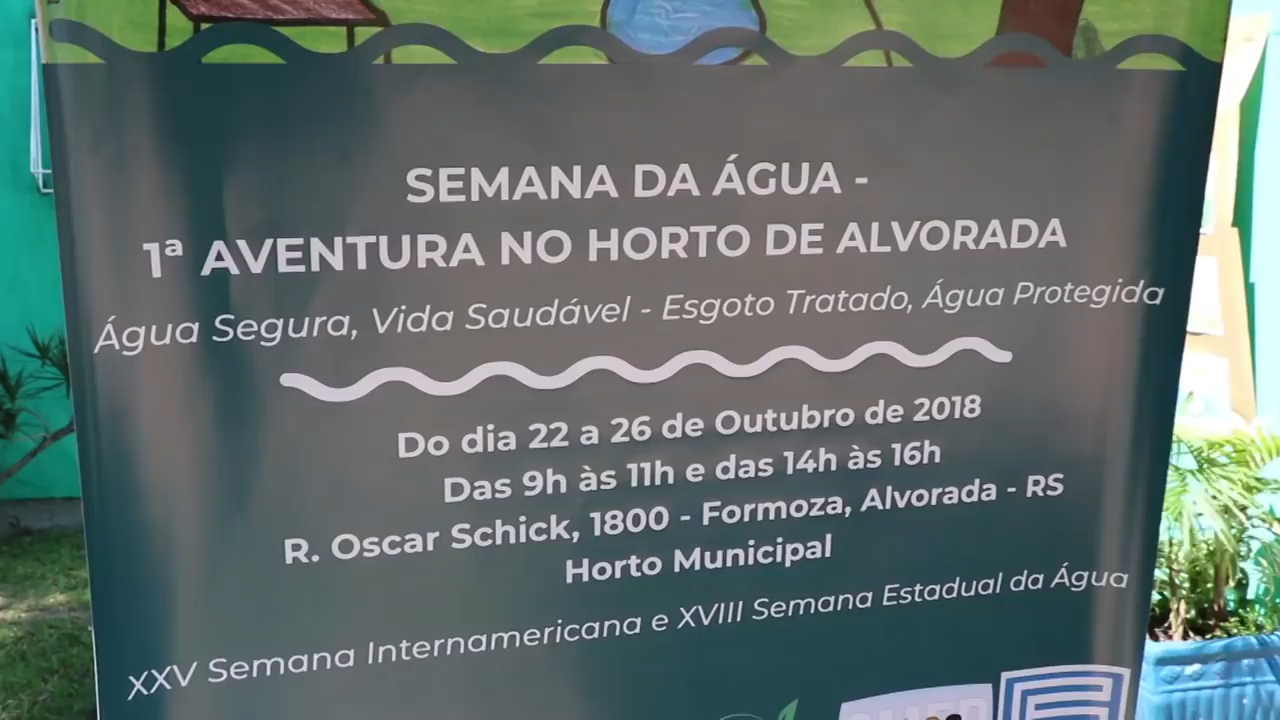 SEMANA DA ÁGUA -
1ª AVENTURA NO HORTO DE ALVORADA
Água Segura, Vida Saudável - Esgoto Tratado, Água Protegida
Do dia 22 a 26 de Outubro de 2018
Das 9h às 11h e das 14h às 16h
R. Oscar Schick, 1800 - Formoza, Alvorada - RS
Horto Municipal
XXV Semana Internamericana e XVIII Semana Estadual da Água